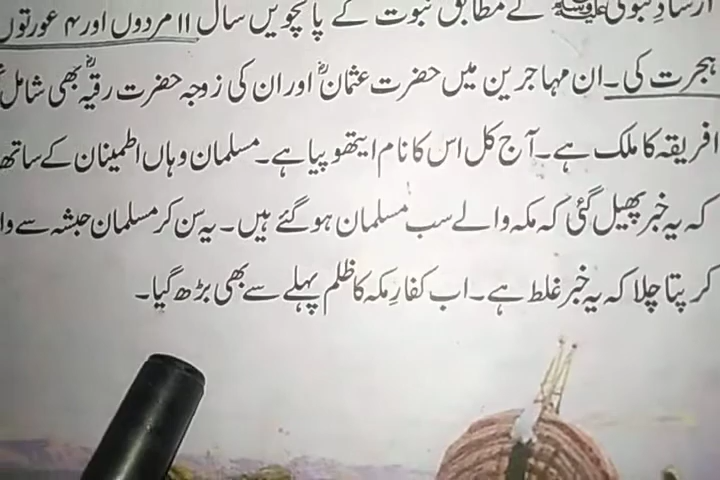 ارشادِ نبوی ﷺ کے مطابق نبوت کے پانچویں سال ۱۱ مردوں اور ۴ عورتوں
ہجرت کی۔ ان مہاجرین میں حضرت عثمانؓ اور ان کی زوجہ حضرت رقیہؓ بھی شامل
افریقہ کا ملک ہے۔ آج کل اس کا نام ایتھوپیا ہے۔ مسلمان وہاں اطمینان کے ساتھ
کہ یہ خبر پھیل گئی کہ مکہ والے سب مسلمان ہو گئے ہیں۔ یہ سن کر مسلمان حبشہ سے وا
کر پتا چلا کہ یہ خبر غلط ہے۔ اب کفارِ مکہ کا ظلم پہلے سے بھی بڑھ گیا۔